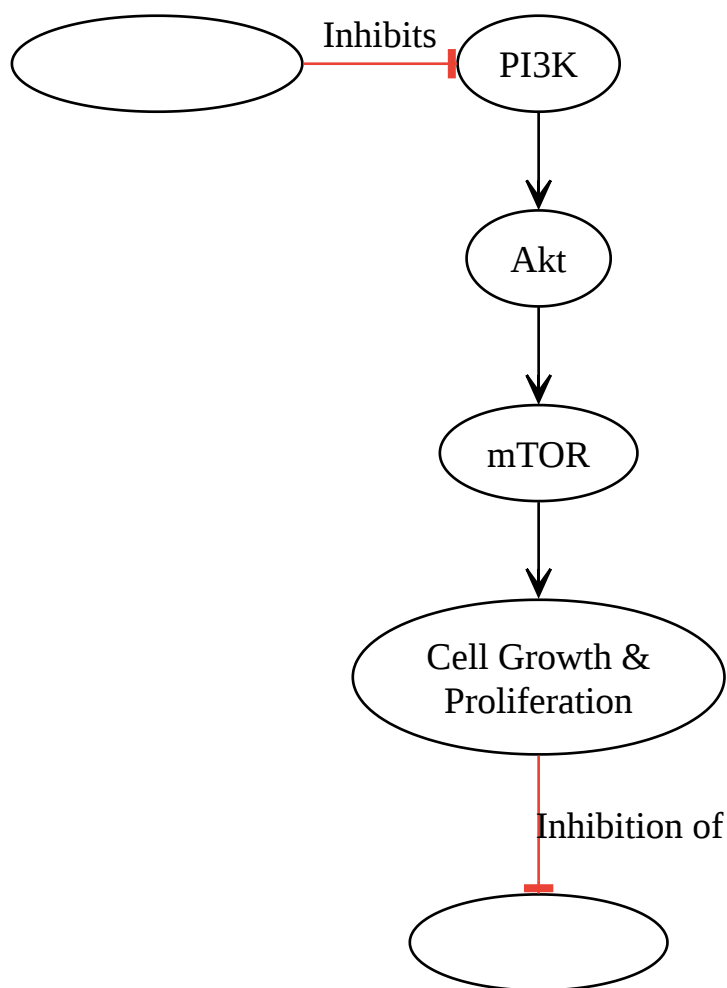 Inhibits
PI3K
Akt
mTOR
Cell Growth &
Proliferation
Inhibition of